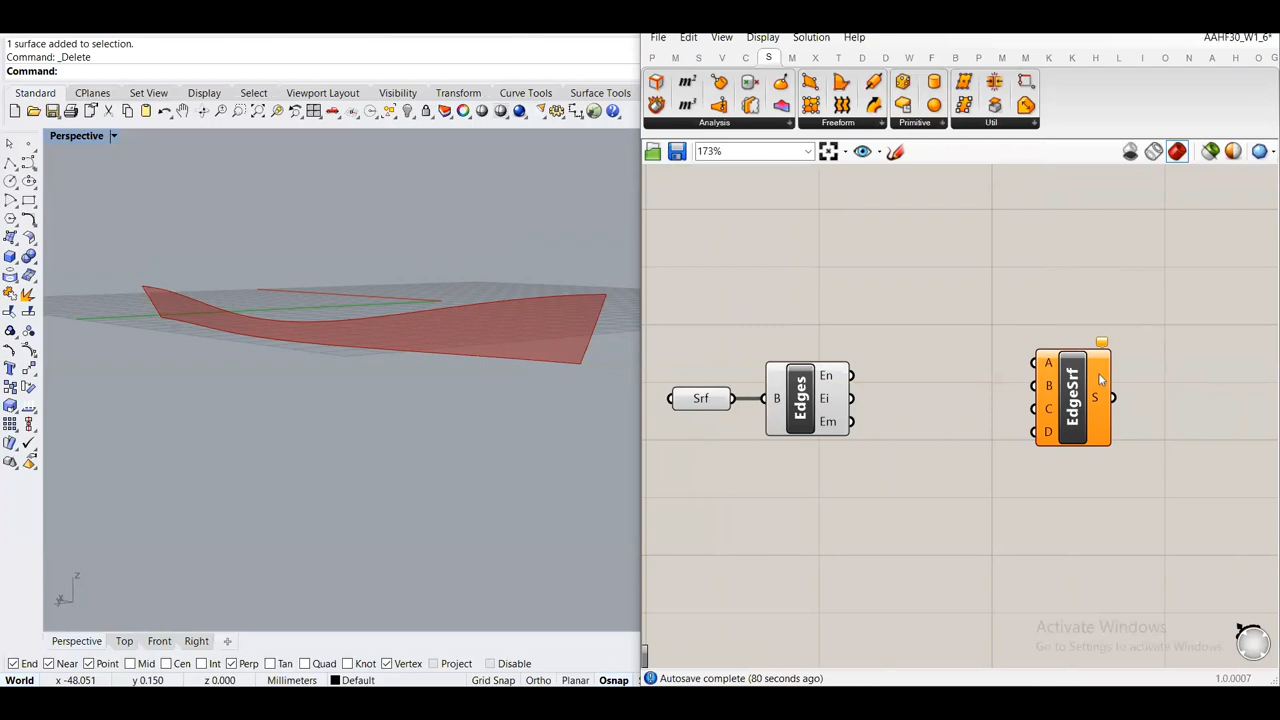 1 surface added to selection.
Command: _Delete
Command:
Standard CPlanes Set View Display Select Viewport Layout Visibility Transform Curve Tools Surface Tools
Perspective
z
x
Perspective Top Front Right
End Near Point Mid Cen Int Perp Tan Quad Knot Vertex Project Disable
World x -48.051 y 0.150 z 0.000 Millimeters Default Grid Snap Ortho Planar Osnap
File Edit View Display Solution Help AAHF30_W1_6*
P M S V C S M X T D U W F L K M K M K M H E L I M O A H O G
m² m³
Analysis Freeform Primitive Util
173%
Srf
B Edges En Ei Em
A B C D EdgeSrf S
Activate Windows
Go to Settings to activate Windows.
Autosave complete (80 seconds ago) 1.0.0007